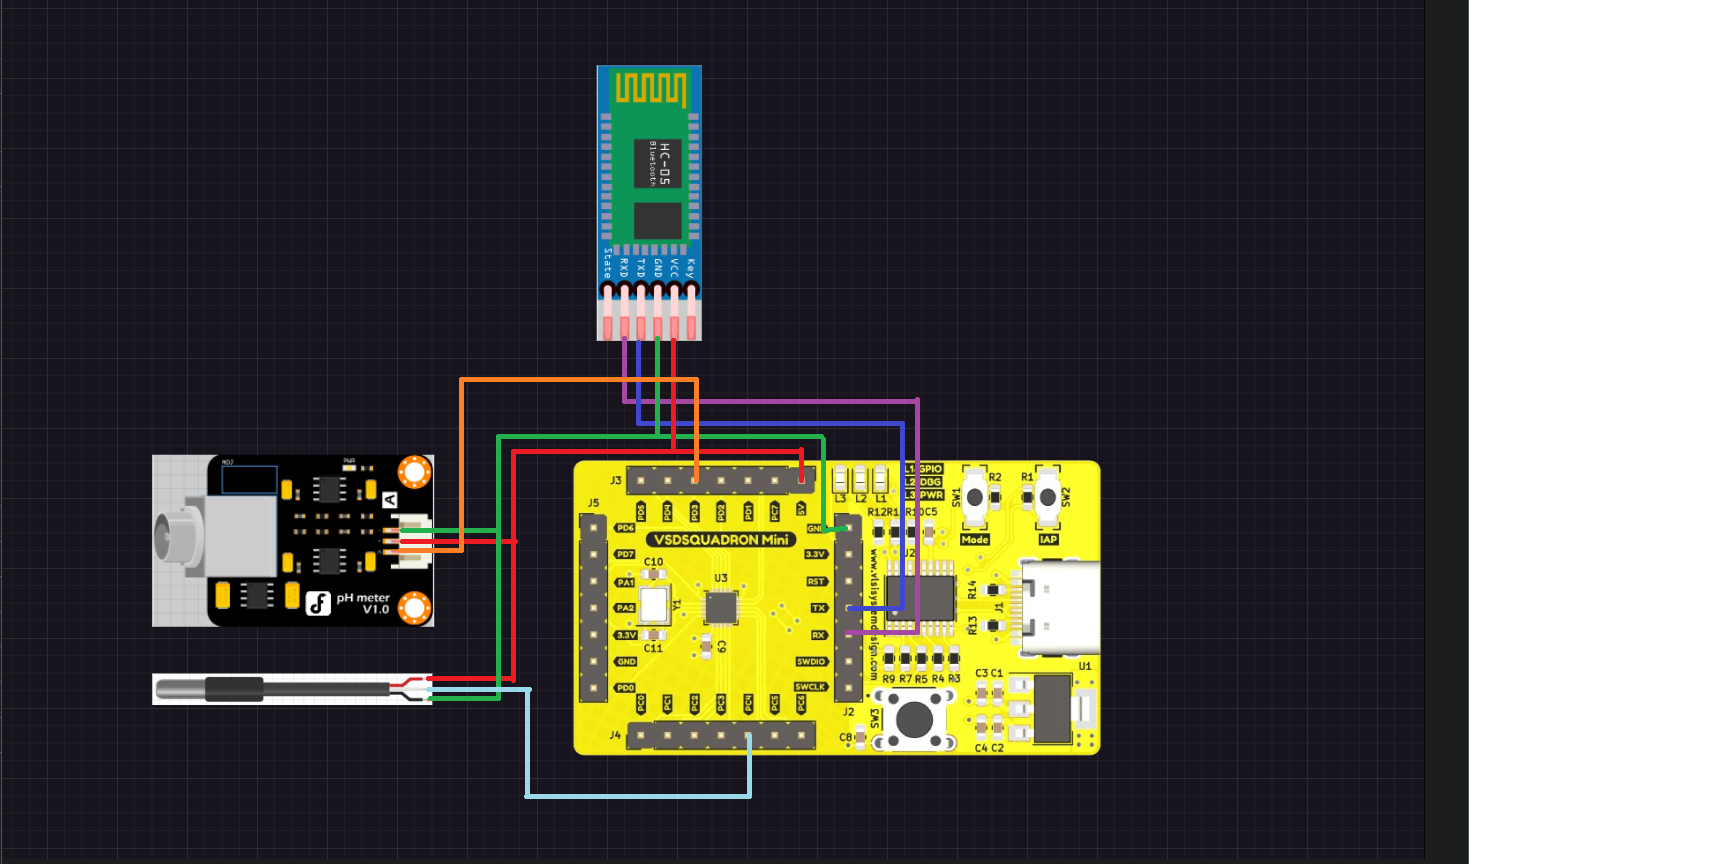 HC-05
Bluetooth
State
RXD
TXD
GND
VCC
Key
ADJ
PWR
A
pH meter
V1.0
J3
J5
PD5
PD4
PD3
PD2
PD1
PC7
5V
L3
L2
L1
L1:GPIO
L2:DBG
L3:PWR
SW1
R2
R1
SW2
R12
R1
R10
C5
Mode
IAP
PD6
PD7
PA1
PA2
3.3V
GND
PD0
VSDSQUADRON Mini
C10
U3
Y1
C11
C9
GND
3.3V
RST
TX
RX
SWDIO
SWCLK
J2
www.vlsisystemdesign.com
R14
J1
R13
U1
R9
R7
R5
R4
R3
C3
C1
PC0
PC1
PC2
PC3
PC4
PC5
PC6
J2
J4
SW3
C8
C4
C2